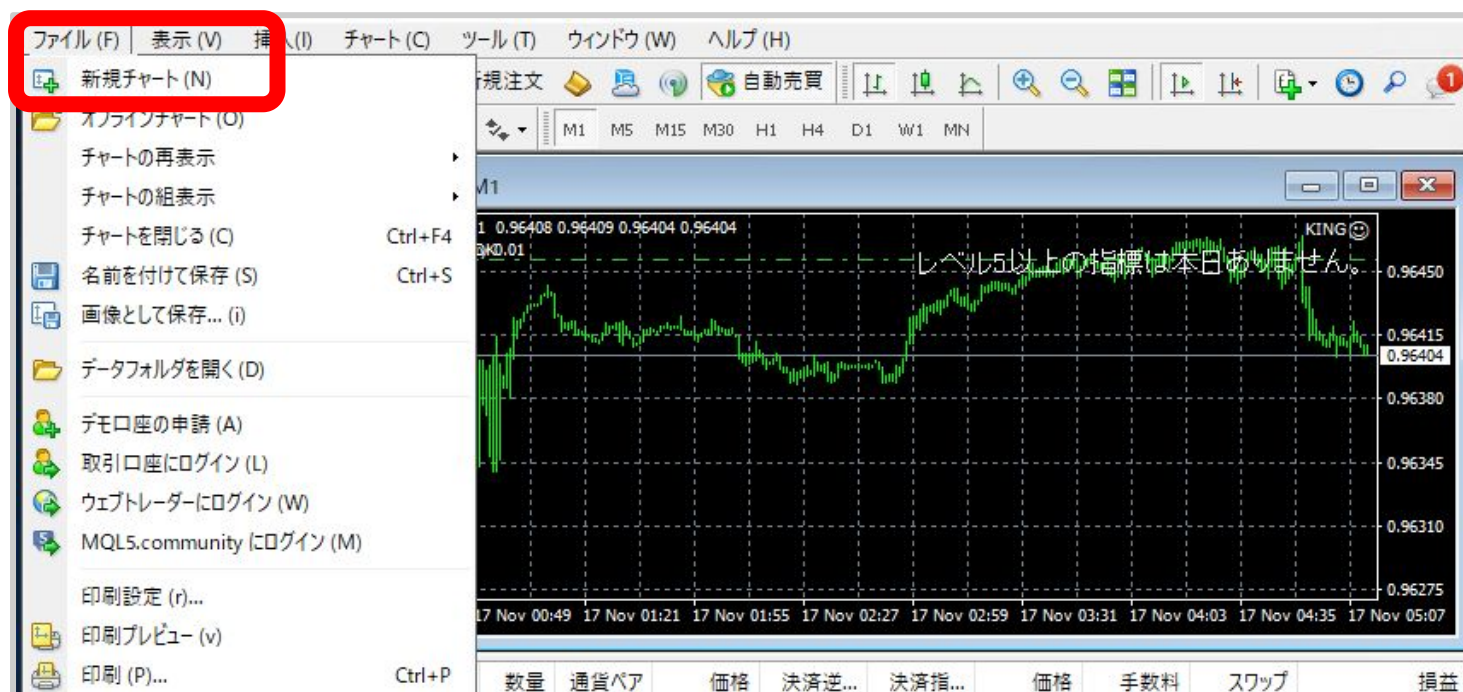 ファイル (F) 表示 (V) 挿入(I) チャート (C) ツール (T) ウィンドウ (W) ヘルプ (H)
新規チャート (N)
規注文 自動売買 1
オフラインチャート (O)
M1 M5 M15 M30 H1 H4 D1 W1 MN
チャートの再表示
チャートの組表示
チャートを閉じる (C) Ctrl+F4
名前を付けて保存 (S) Ctrl+S
画像として保存... (i)
データフォルダを開く (D)
デモ口座の申請 (A)
取引口座にログイン (L)
ウェブトレーダーにログイン (W)
MQL5.community にログイン (M)
印刷設定 (r)...
印刷プレビュー (v)
印刷 (P)... Ctrl+P
M1
1 0.96408 0.96409 0.96404 0.96404 KING☺
0.01
レベル5以上の指標は本日ありません。
0.96450
0.96415
0.96404
0.96380
0.96345
0.96310
0.96275
17 Nov 00:49 17 Nov 01:21 17 Nov 01:55 17 Nov 02:27 17 Nov 02:59 17 Nov 03:31 17 Nov 04:03 17 Nov 04:35 17 Nov 05:07
数量 通貨ペア 価格 決済逆... 決済指... 価格 手数料 スワップ 損益